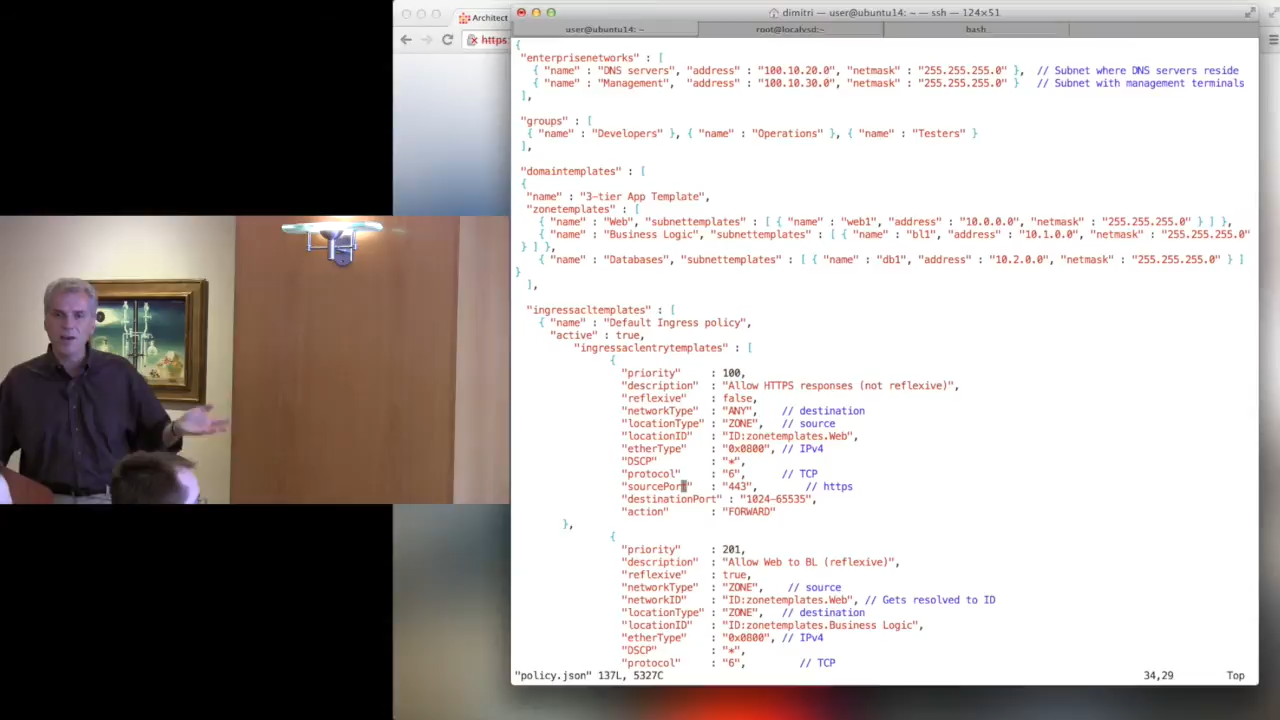 Architect
https:
dimitri — user@ubuntu14: ~ — ssh — 124×51
user@ubuntu14: ~
root@localvsd:~
bash
{
"enterprisenetworks" : [
{ "name" : "DNS servers", "address" : "100.10.20.0", "netmask" : "255.255.255.0" }, // Subnet where DNS servers reside
{ "name" : "Management", "address" : "100.10.30.0", "netmask" : "255.255.255.0" } // Subnet with management terminals
],
"groups" : [
{ "name" : "Developers" }, { "name" : "Operations" }, { "name" : "Testers" }
],
"domaintemplates" : [
{
"name" : "3-tier App Template",
"zonetemplates" : [
{ "name" : "Web", "subnettemplates" : [ { "name" : "web1", "address" : "10.0.0.0", "netmask" : "255.255.255.0" } ] },
{ "name" : "Business Logic", "subnettemplates" : [ { "name" : "bl1", "address" : "10.1.0.0", "netmask" : "255.255.255.0"
} ] },
{ "name" : "Databases", "subnettemplates" : [ { "name" : "db1", "address" : "10.2.0.0", "netmask" : "255.255.255.0" } ]
}
],
"ingressacltemplates" : [
{ "name" : "Default Ingress policy",
"active" : true,
"ingressaclentrytemplates" : [
{
"priority" : 100,
"description" : "Allow HTTPS responses (not reflexive)",
"reflexive" : false,
"networkType" : "ANY", // destination
"locationType" : "ZONE", // source
"locationID" : "ID:zonetemplates.Web",
"etherType" : "0x0800", // IPv4
"DSCP" : "*",
"protocol" : "6", // TCP
"sourcePort" : "443", // https
"destinationPort" : "1024-65535",
"action" : "FORWARD"
},
{
"priority" : 201,
"description" : "Allow Web to BL (reflexive)",
"reflexive" : true,
"networkType" : "ZONE", // source
"networkID" : "ID:zonetemplates.Web", // Gets resolved to ID
"locationType" : "ZONE", // destination
"locationID" : "ID:zonetemplates.Business Logic",
"etherType" : "0x0800", // IPv4
"DSCP" : "*",
"protocol" : "6", // TCP
"policy.json" 137L, 5327C 34,29 Top